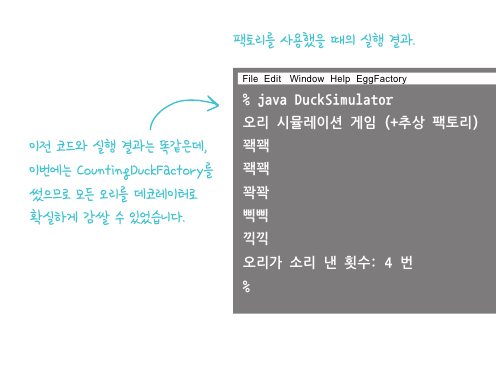 팩토리를 사용했을 때의 실행 결과.
File Edit Window Help EggFactory
% java DuckSimulator
오리 시뮬레이션 게임 (+추상 팩토리)
꽥꽥
꽥꽥
꽉꽉
삑삑
끽끽
오리가 소리 낸 횟수: 4 번
%
이전 코드와 실행 결과는 똑같은데,
이번에는 CountingDuckFactory를
썼으므로 모든 오리를 데코레이터로
확실하게 감쌀 수 있었습니다.